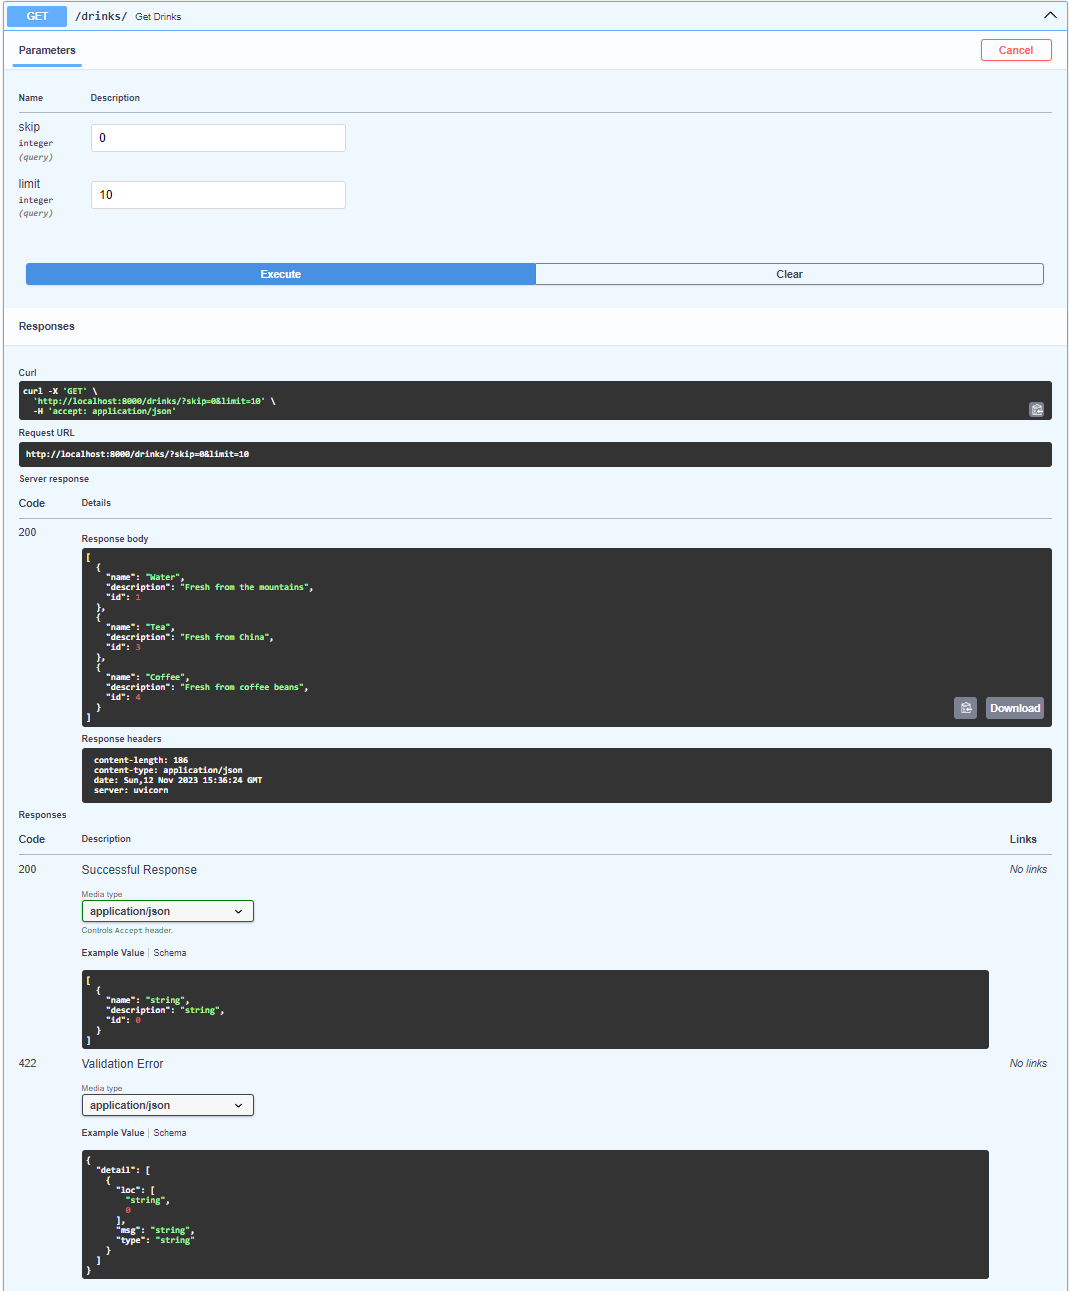 GET /drinks/ Get Drinks
Parameters Cancel
Name Description
skip
integer
(query)
0
limit
integer
(query)
10
Execute Clear
Responses
Curl
curl -X 'GET' \
  'http://localhost:8000/drinks/?skip=0&limit=10' \
  -H 'accept: application/json'
Request URL
http://localhost:8000/drinks/?skip=0&limit=10
Server response
Code Details
200
Response body
[
  {
    "name": "Water",
    "description": "Fresh from the mountains",
    "id": 1
  },
  {
    "name": "Tea",
    "description": "Fresh from China",
    "id": 3
  },
  {
    "name": "Coffee",
    "description": "Fresh from coffee beans",
    "id": 4
  }
]
Download
Response headers
content-length: 186
content-type: application/json
date: Sun,12 Nov 2023 15:36:24 GMT
server: uvicorn
Responses
Code Description Links
200 Successful Response No links
Media type
application/json
Controls Accept header.
Example Value | Schema
[
  {
    "name": "string",
    "description": "string",
    "id": 0
  }
]
422 Validation Error No links
Media type
application/json
Example Value | Schema
{
  "detail": [
    {
      "loc": [
        "string",
        0
      ],
      "msg": "string",
      "type": "string"
    }
  ]
}